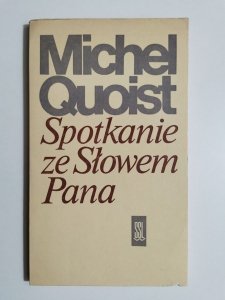 Michel
Quoist
Spotkanie
ze Słowem
Pana